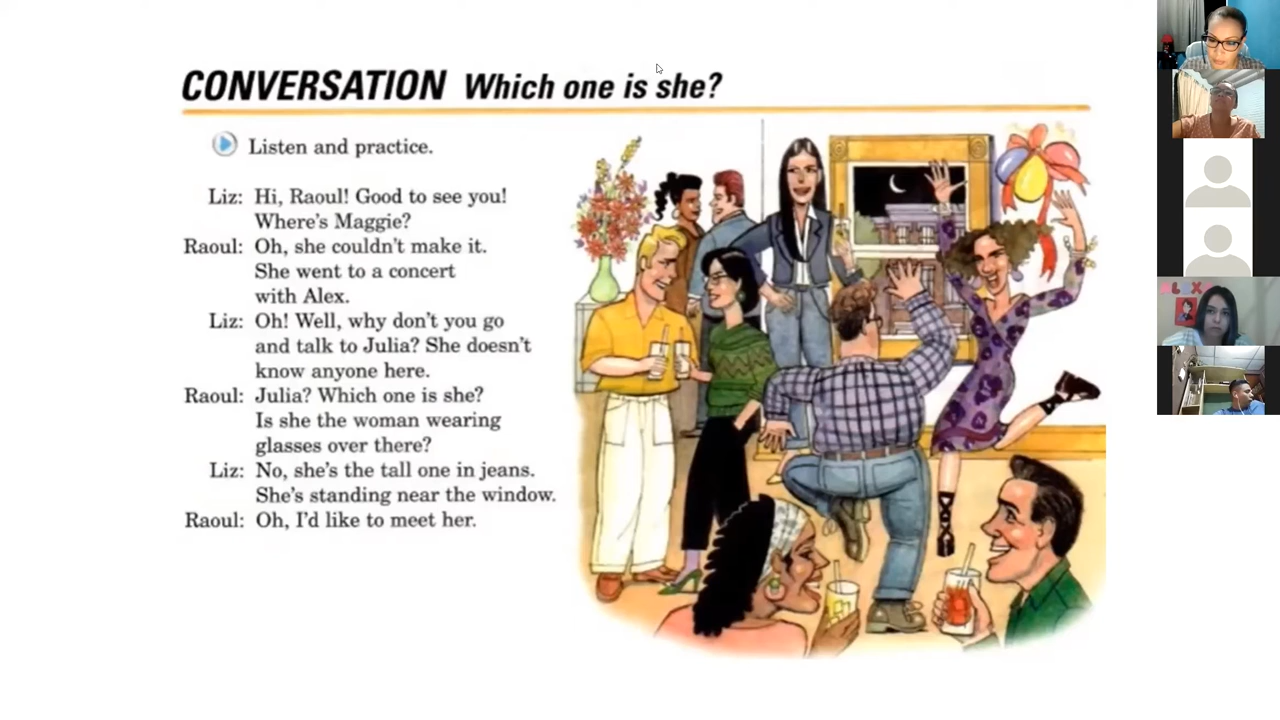 CONVERSATION Which one is she?
Listen and practice.
Liz: Hi, Raoul! Good to see you!
Where's Maggie?
Raoul: Oh, she couldn't make it.
She went to a concert
with Alex.
Liz: Oh! Well, why don't you go
and talk to Julia? She doesn't
know anyone here.
Raoul: Julia? Which one is she?
Is she the woman wearing
glasses over there?
Liz: No, she's the tall one in jeans.
She's standing near the window.
Raoul: Oh, I'd like to meet her.